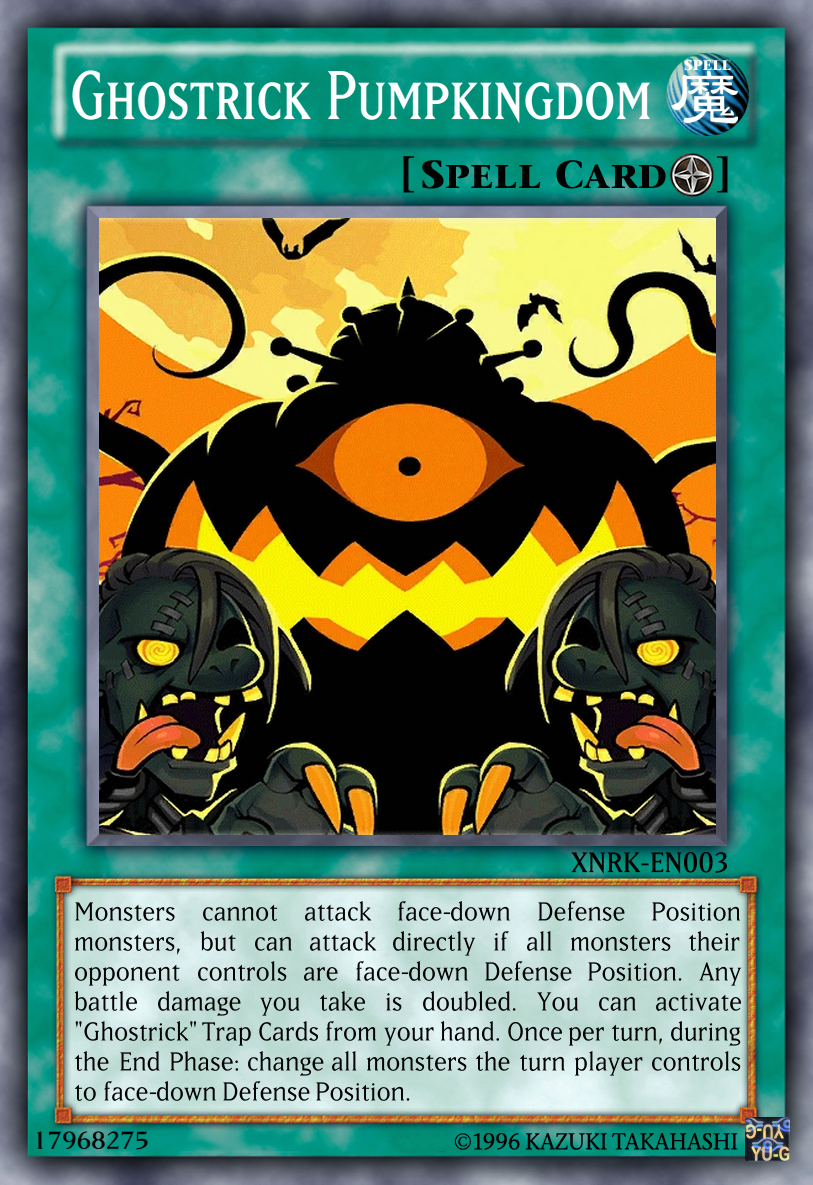 Ghostrick Pumpkingdom
SPELL
魔
[Spell Card]
XNRK-EN003
Monsters cannot attack face-down Defense Position
monsters, but can attack directly if all monsters their
opponent controls are face-down Defense Position. Any
battle damage you take is doubled. You can activate
"Ghostrick" Trap Cards from your hand. Once per turn, during
the End Phase: change all monsters the turn player controls
to face-down Defense Position.
17968275
©1996 KAZUKI TAKAHASHI
YU-G